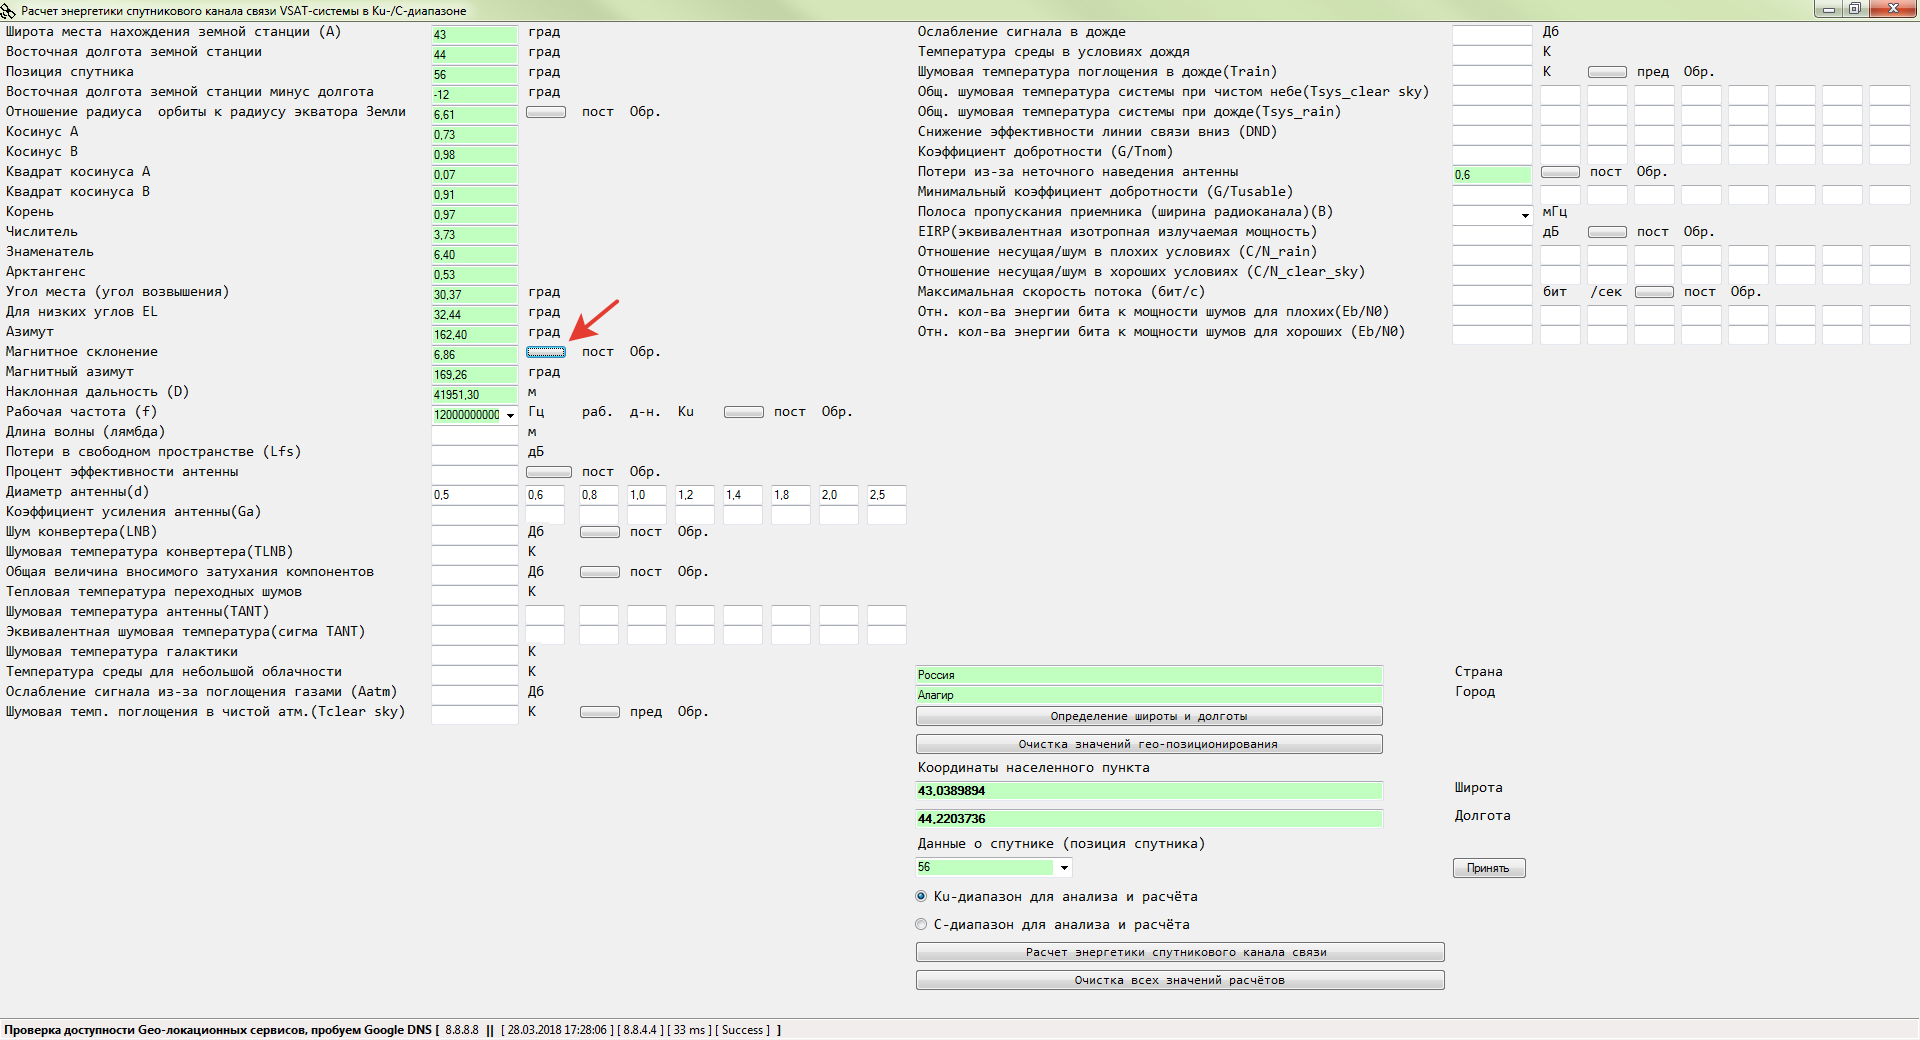 Расчет энергетики спутникового канала связи VSAT-системы в Ku-/C-диапазоне
Широта места нахождения земной станции (А) 43 град
Восточная долгота земной станции 44 град
Позиция спутника 56 град
Восточная долгота земной станции минус долгота -12 град
Отношение радиуса орбиты к радиусу экватора Земли 6,61 пост Обр.
Косинус А 0,73
Косинус В 0,98
Квадрат косинуса А 0,07
Квадрат косинуса В 0,91
Корень 0,97
Числитель 3,73
Знаменатель 6,40
Арктангенс 0,53
Угол места (угол возвышения) 30,37 град
Для низких углов EL 32,44 град
Азимут 162,40 град
Магнитное склонение 6,86 пост Обр.
Магнитный азимут 169,26 град
Наклонная дальность (D) 41951,30 м
Рабочая частота (f) 12000000000 Гц раб. д-н. Ku пост Обр.
Длина волны (лямбда) м
Потери в свободном пространстве (Lfs) дБ
Процент эффективности антенны пост Обр.
Диаметр антенны(d) 0,5 0,6 0,8 1,0 1,2 1,4 1,8 2,0 2,5
Коэффициент усиления антенны(Ga)
Шум конвертера(LNB) Дб пост Обр.
Шумовая температура конвертера(TLNB) К
Общая величина вносимого затухания компонентов Дб пост Обр.
Тепловая температура переходных шумов К
Шумовая температура антенны(TANT)
Эквивалентная шумовая температура(сигма TANT)
Шумовая температура галактики К
Температура среды для небольшой облачности К
Ослабление сигнала из-за поглощения газами (Aatm) Дб
Шумовая темп. поглощения в чистой атм.(Tclear sky) К пред Обр.
Ослабление сигнала в дожде Дб
Температура среды в условиях дождя К
Шумовая температура поглощения в дожде(Train) К пред Обр.
Общ. шумовая температура системы при чистом небе(Tsys_clear sky)
Общ. шумовая температура системы при дожде(Tsys_rain)
Снижение эффективности линии связи вниз (DND)
Коэффициент добротности (G/Tnom)
Потери из-за неточного наведения антенны 0,6 пост Обр.
Минимальный коэффициент добротности (G/Tusable)
Полоса пропускания приемника (ширина радиоканала)(В) мГц
EIRP(эквивалентная изотропная излучаемая мощность) дБ пост Обр.
Отношение несущая/шум в плохих условиях (C/N_rain)
Отношение несущая/шум в хороших условиях (C/N_clear_sky)
Максимальная скорость потока (бит/с) бит /сек пост Обр.
Отн. кол-ва энергии бита к мощности шумов для плохих(Eb/N0)
Отн. кол-ва энергии бита к мощности шумов для хороших (Eb/N0)
Россия Страна
Алагир Город
Определение широты и долготы
Очистка значений гео-позиционирования
Координаты населенного пункта
43.0389894 Широта
44.2203736 Долгота
Данные о спутнике (позиция спутника)
56 Принять
Ku-диапазон для анализа и расчёта
С-диапазон для анализа и расчёта
Расчет энергетики спутникового канала связи
Очистка всех значений расчётов
Проверка доступности Geo-локационных сервисов, пробуем Google DNS [ 8.8.8.8 || [ 28.03.2018 17:28:06 ] [ 8.8.4.4 ] [ 33 ms ] [ Success ] ]